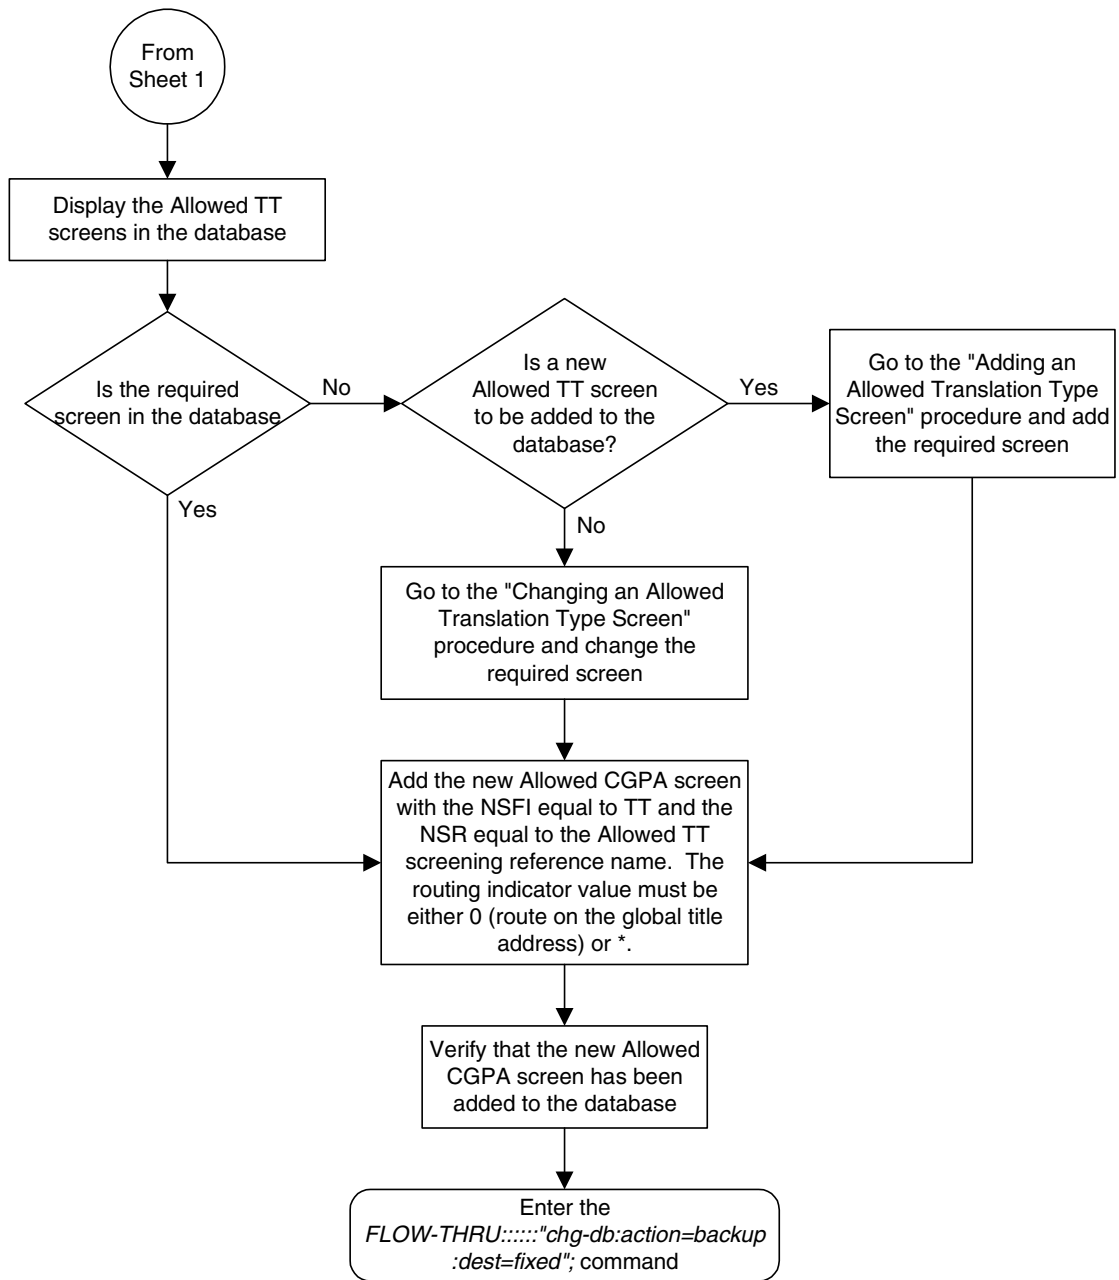 From
Sheet 1
Display the Allowed TT
screens in the database
Is the required
screen in the database
No
Is a new
Allowed TT screen
to be added to the
database?
Yes
Go to the "Adding an
Allowed Translation Type
Screen" procedure and add
the required screen
Yes
No
Go to the "Changing an Allowed
Translation Type Screen"
procedure and change the
required screen
Add the new Allowed CGPA screen
with the NSFI equal to TT and the
NSR equal to the Allowed TT
screening reference name. The
routing indicator value must be
either 0 (route on the global title
address) or *.
Verify that the new Allowed
CGPA screen has been
added to the database
Enter the
FLOW-THRU::::::"chg-db:action=backup
:dest=fixed"; command